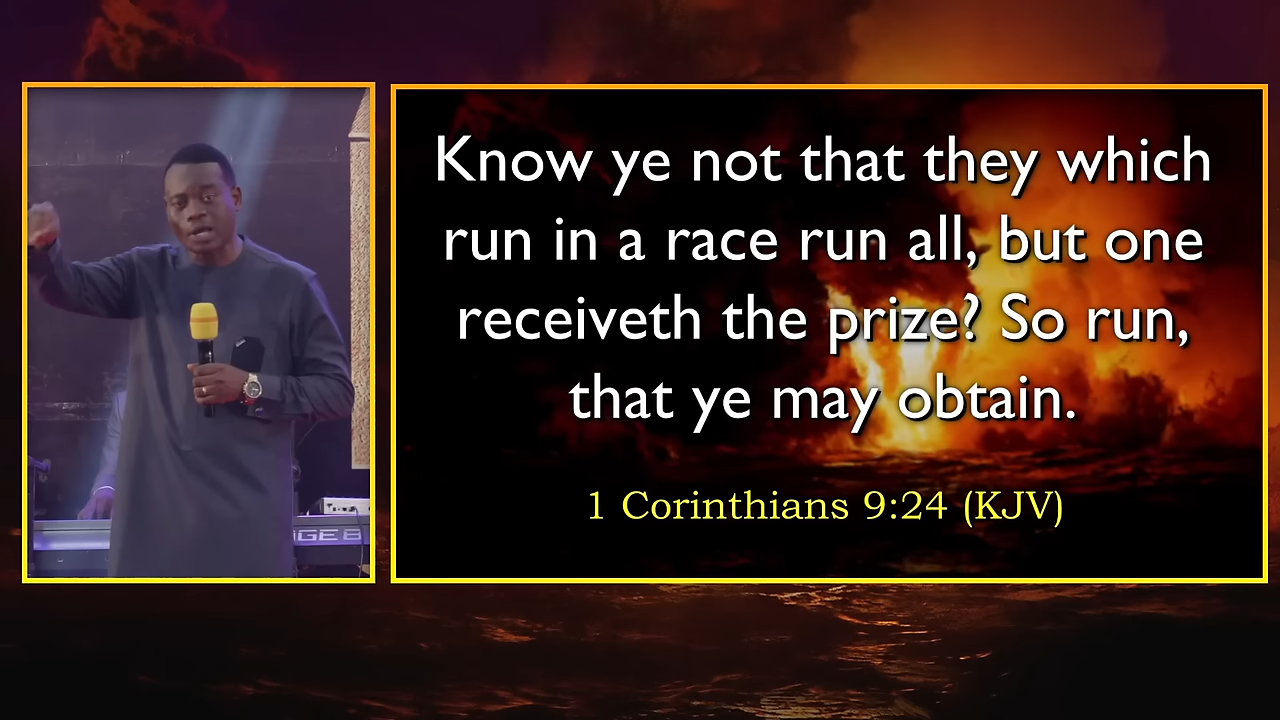 Know ye not that they which
run in a race run all, but one
receiveth the prize? So run,
that ye may obtain.
1 Corinthians 9:24 (KJV)